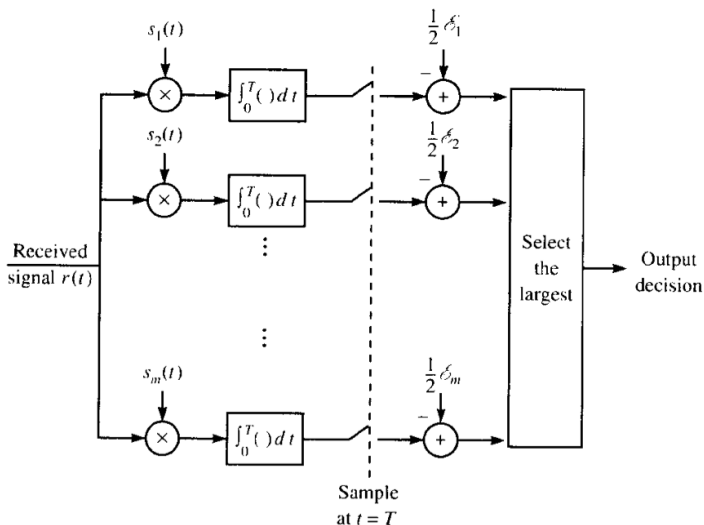 s₁(t)
½ ℰ₁
×
∫₀ᵀ( )dt
−
+
s₂(t)
½ ℰ₂
×
∫₀ᵀ( )dt
−
+
⋮
Received
signal r(t)
Select
the
largest
Output
decision
⋮
sₘ(t)
½ ℰₘ
×
∫₀ᵀ( )dt
−
+
Sample
at t = T